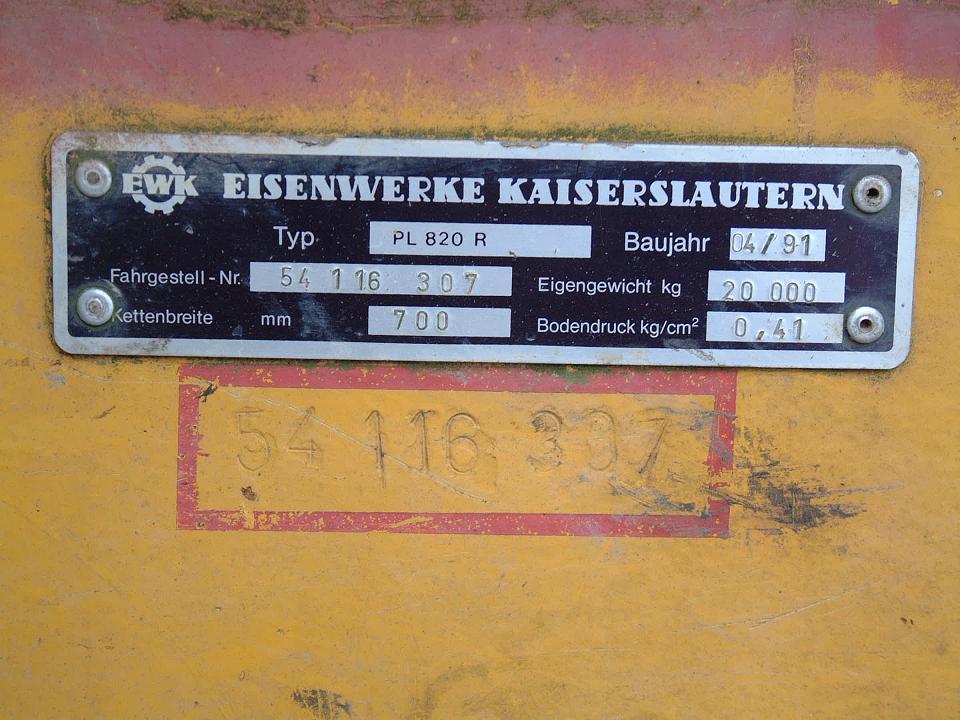 EWK EISENWERKE KAISERSLAUTERN
Typ PL 820 R Baujahr 04/91
Fahrgestell - Nr. 54 116 307 Eigengewicht kg 20 000
Kettenbreite mm 700 Bodendruck kg/cm² 0,41
54 116 307